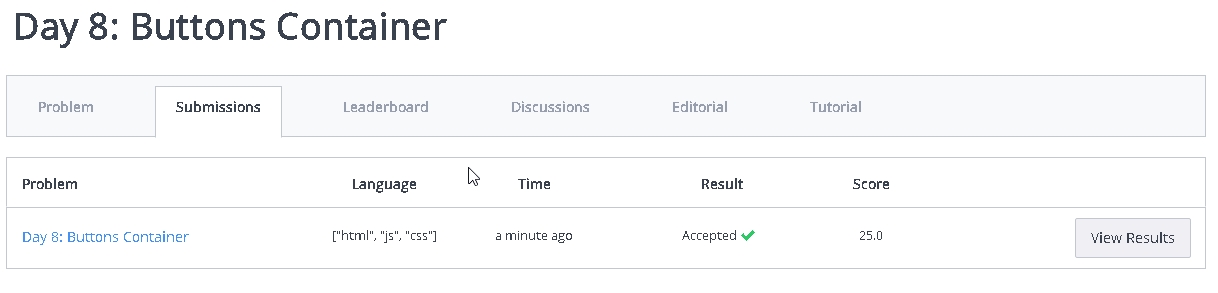 Day 8: Buttons Container
Problem Submissions Leaderboard Discussions Editorial Tutorial
Problem Language Time Result Score
Day 8: Buttons Container ["html", "js", "css"] a minute ago Accepted 25.0 View Results